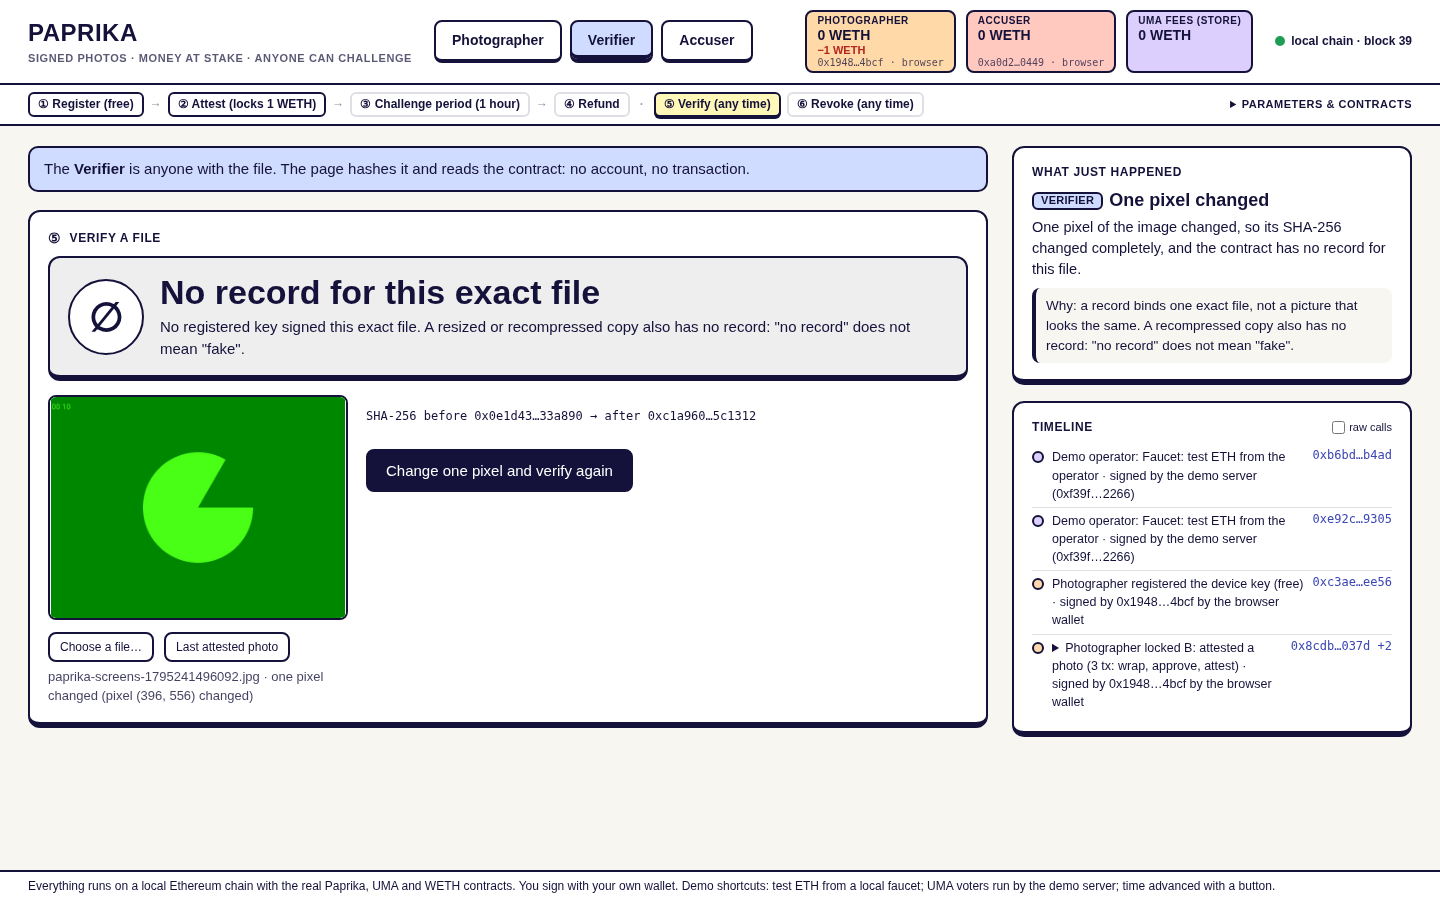 PAPRIKA
SIGNED PHOTOS · MONEY AT STAKE · ANYONE CAN CHALLENGE
Photographer
Verifier
Accuser
PHOTOGRAPHER
0 WETH
−1 WETH
0x1948…4bcf · browser
ACCUSER
0 WETH
0xa0d2…0449 · browser
UMA FEES (STORE)
0 WETH
local chain · block 39
① Register (free) → ② Attest (locks 1 WETH) → ③ Challenge period (1 hour) → ④ Refund · ⑤ Verify (any time) ⑥ Revoke (any time)
▶ PARAMETERS & CONTRACTS
The Verifier is anyone with the file. The page hashes it and reads the contract: no account, no transaction.
⑤ VERIFY A FILE
∅
No record for this exact file
No registered key signed this exact file. A resized or recompressed copy also has no record: "no record" does not
mean "fake".
00 10
SHA-256 before 0x0e1d43…33a890 → after 0xc1a960…5c1312
Change one pixel and verify again
Choose a file…
Last attested photo
paprika-screens-1795241496092.jpg · one pixel
changed (pixel (396, 556) changed)
WHAT JUST HAPPENED
VERIFIER One pixel changed
One pixel of the image changed, so its SHA-256
changed completely, and the contract has no record for
this file.
Why: a record binds one exact file, not a picture that
looks the same. A recompressed copy also has no
record: "no record" does not mean "fake".
TIMELINE
raw calls
Demo operator: Faucet: test ETH from the 0xb6bd…b4ad
operator · signed by the demo server
(0xf39f…2266)
Demo operator: Faucet: test ETH from the 0xe92c…9305
operator · signed by the demo server
(0xf39f…2266)
Photographer registered the device key (free) 0xc3ae…ee56
· signed by 0x1948…4bcf by the browser
wallet
▶ Photographer locked B: attested a 0x8cdb…037d +2
photo (3 tx: wrap, approve, attest) ·
signed by 0x1948…4bcf by the browser
wallet
Everything runs on a local Ethereum chain with the real Paprika, UMA and WETH contracts. You sign with your own wallet. Demo shortcuts: test ETH from a local faucet; UMA voters run by the demo server; time advanced with a button.